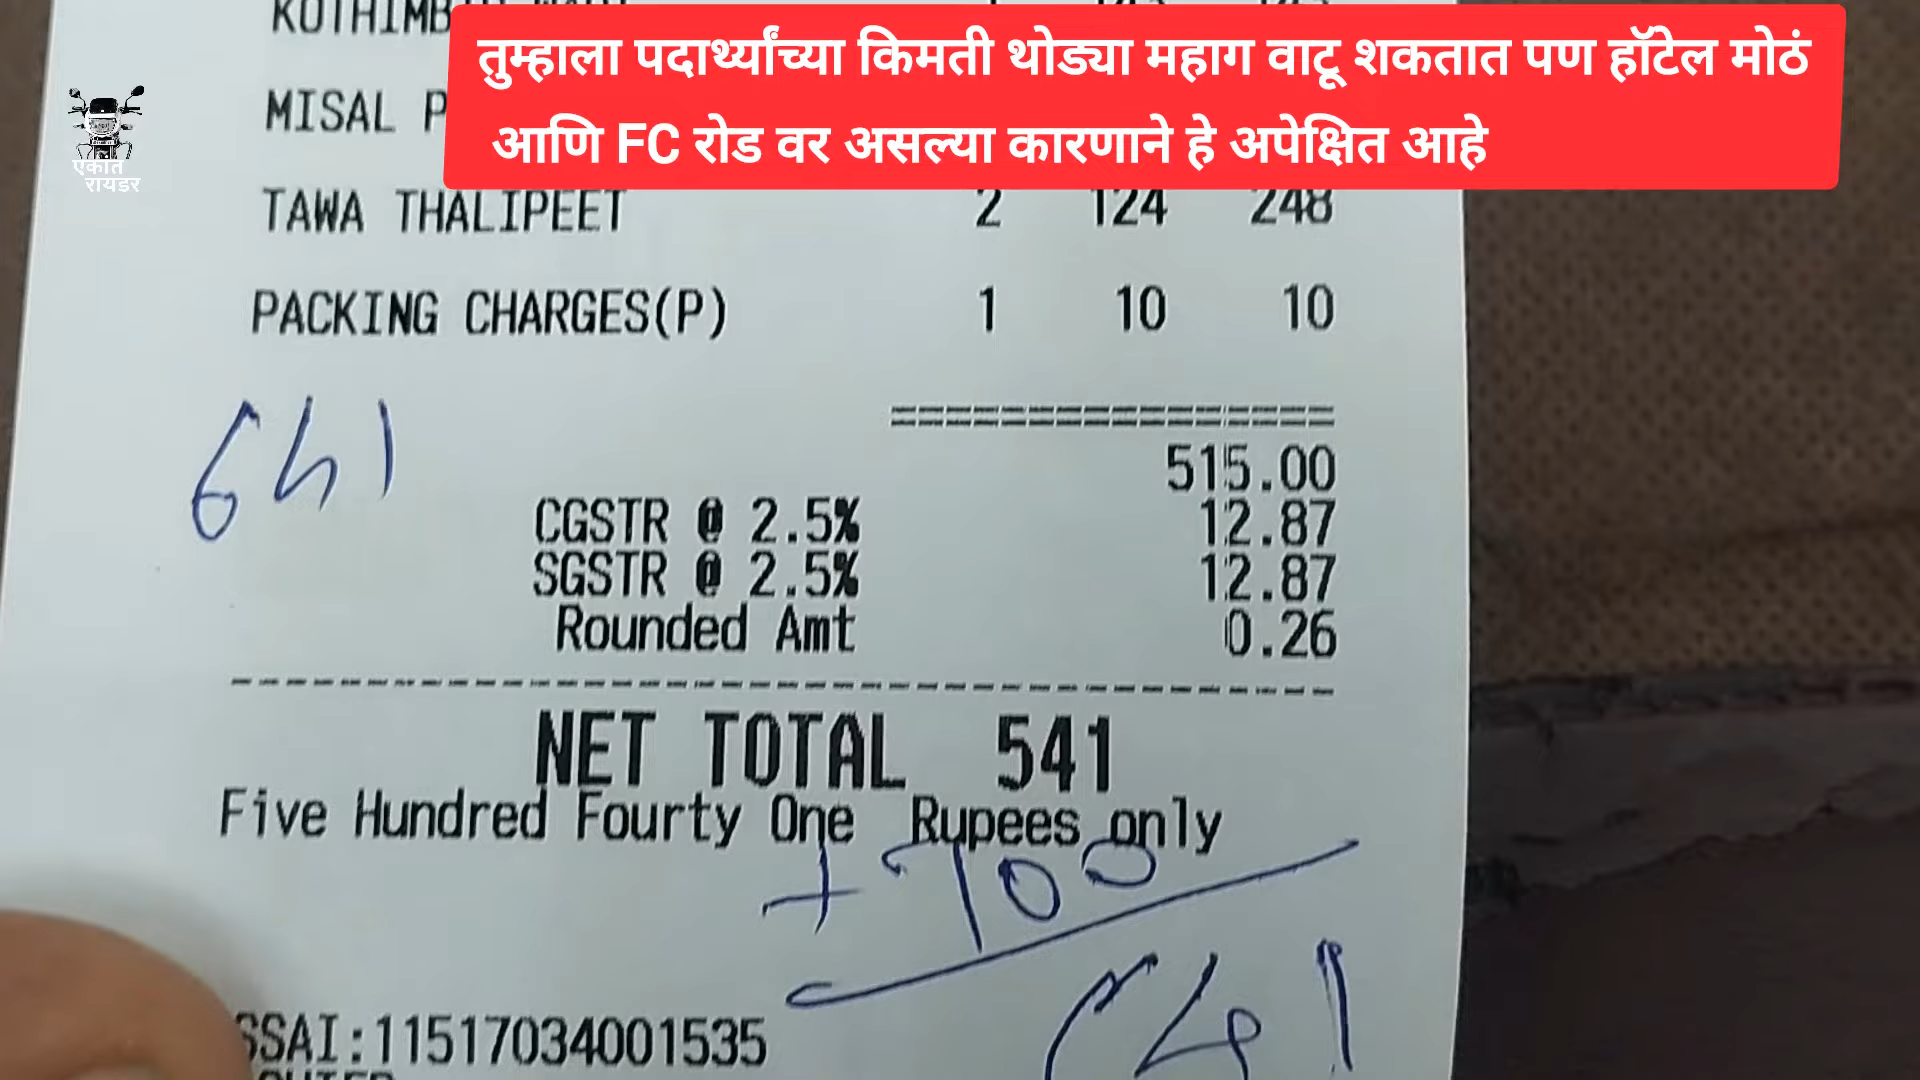 तुम्हाला पदार्थ्यांच्या किमती थोड्या महाग वाटू शकतात पण हॉटेल मोठं
आणि FC रोड वर असल्या कारणाने हे अपेक्षित आहे
एकांत
रायडर
MISAL
TAWA THALIPEET 2 124 248
PACKING CHARGES(P) 1 10 10
641
515.00
CGSTR @ 2.5% 12.87
SGSTR @ 2.5% 12.87
Rounded Amt 0.26
NET TOTAL 541
Five Hundred Fourty One Rupees only
+ 100
641
SSAI:11517034001535